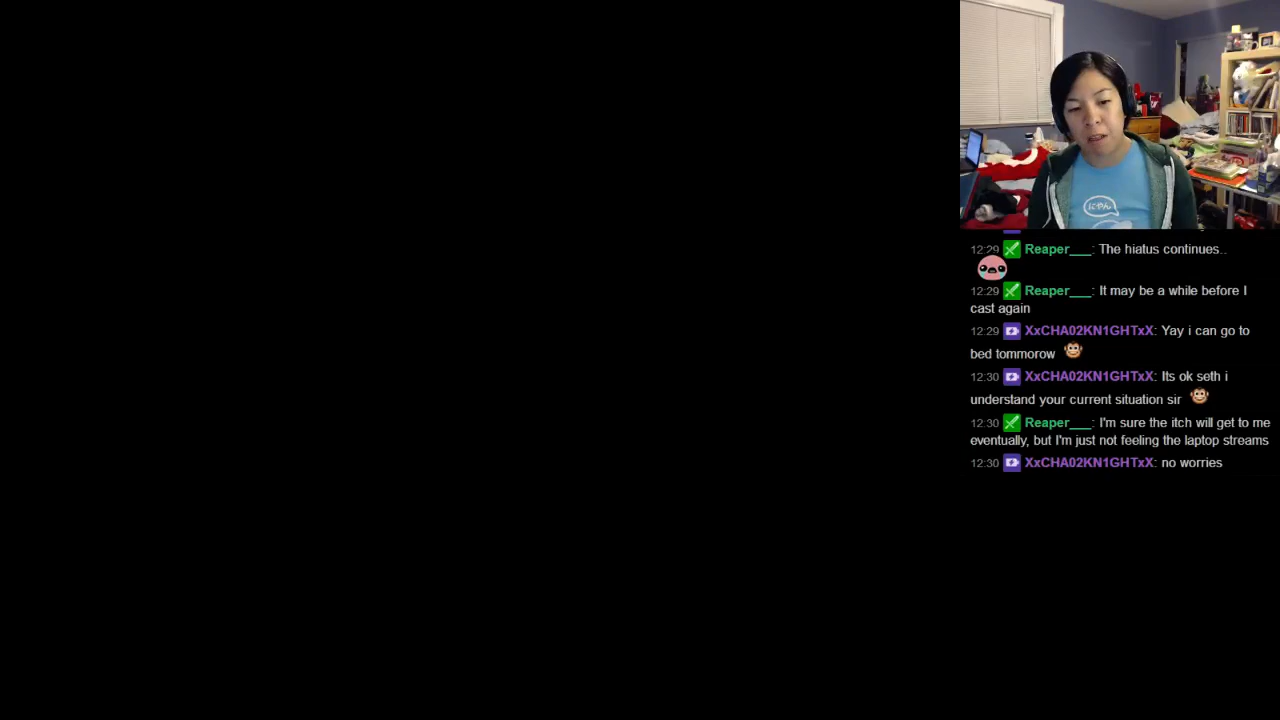 にゃん
12:29 Reaper___: The hiatus continues..
12:29 Reaper___: It may be a while before I
cast again
12:29 XxCHA02KN1GHTxX: Yay i can go to
bed tommorow
12:30 XxCHA02KN1GHTxX: Its ok seth i
understand your current situation sir
12:30 Reaper___: I'm sure the itch will get to me
eventually, but I'm just not feeling the laptop streams
12:30 XxCHA02KN1GHTxX: no worries